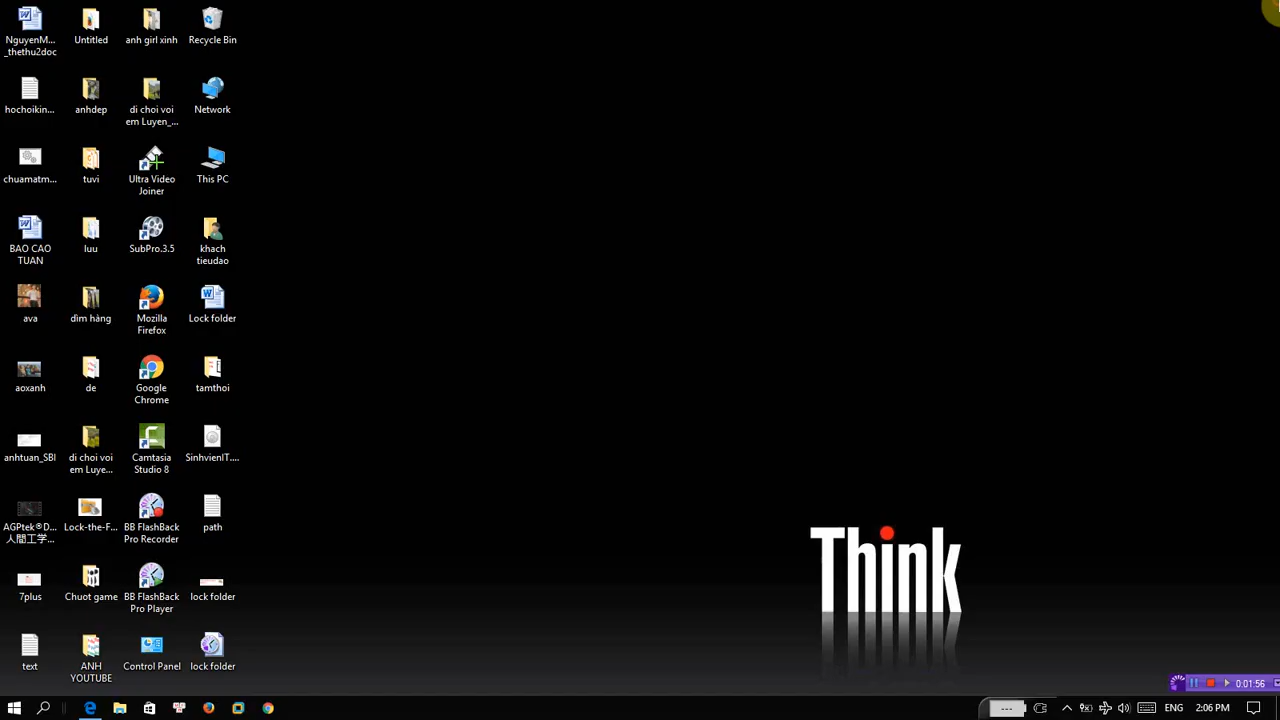 NguyenM...
_thethu2doc
Untitled
anh girl xinh
Recycle Bin
hochoikin...
anhdep
di choi voi
em Luyen_...
Network
chuamatm...
tuvi
Ultra Video
Joiner
This PC
BAO CAO
TUAN
luu
SubPro.3.5
khach
tieudao
ava
dìm hàng
Mozilla
Firefox
Lock folder
aoxanh
de
Google
Chrome
tamthoi
anhtuan_SBI
di choi voi
em Luye...
Camtasia
Studio 8
SinhvienIT....
AGPtek®D...
人間工学...
Lock-the-F...
BB FlashBack
Pro Recorder
path
7plus
Chuot game
BB FlashBack
Pro Player
lock folder
text
ANH
YOUTUBE
Control Panel
lock folder
Think
0:01:56
---
ENG
2:06 PM